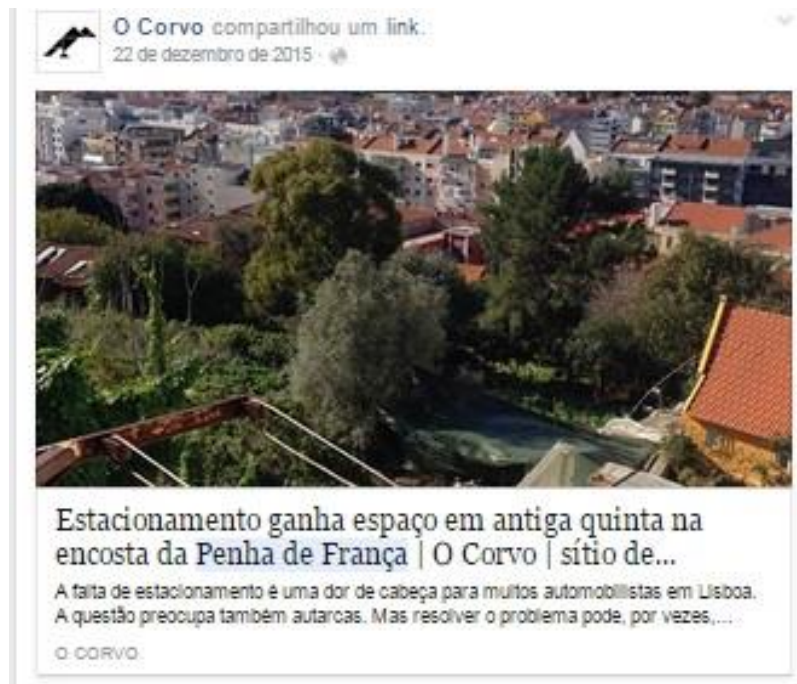 O Corvo compartilhou um link.
22 de dezembro de 2015 ·
Estacionamento ganha espaço em antiga quinta na
encosta da Penha de França | O Corvo | sítio de...
A falta de estacionamento é uma dor de cabeça para muitos automobilistas em Lisboa.
A questão preocupa também autarcas. Mas resolver o problema pode, por vezes,...
O CORVO